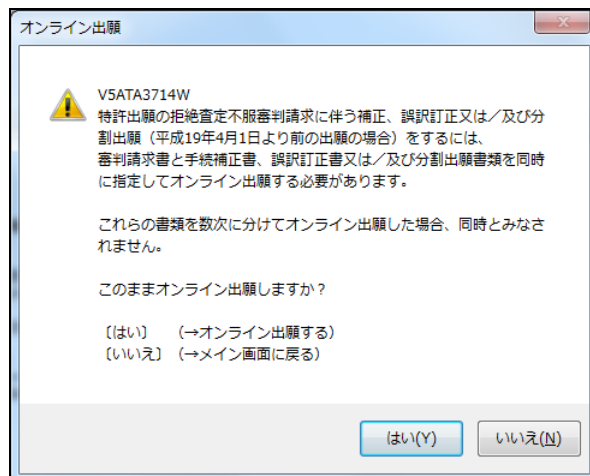 オンライン出願
V5ATA3714W
特許出願の拒絶査定不服審判請求に伴う補正、誤訳訂正又は／及び分
割出願（平成19年4月1日より前の出願の場合）をするには、
審判請求書と手続補正書、誤訳訂正書又は／及び分割出願書類を同時
に指定してオンライン出願する必要があります。
これらの書類を数次に分けてオンライン出願した場合、同時とみなさ
れません。
このままオンライン出願しますか？
〔はい〕　（→オンライン出願する）
〔いいえ〕（→メイン画面に戻る）
はい(Y)
いいえ(N)